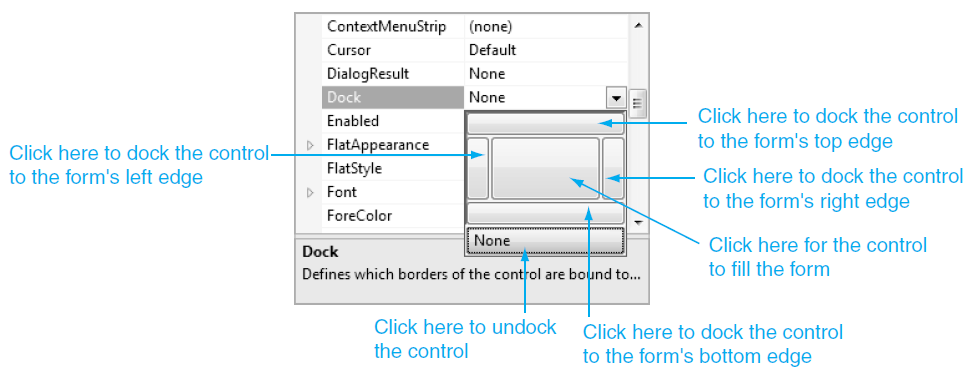 ContextMenuStrip (none)
Cursor Default
DialogResult None
Dock None
Enabled
FlatAppearance
FlatStyle
Font
ForeColor
None
Dock
Defines which borders of the control are bound to...
Click here to dock the control
to the form's left edge
Click here to dock the control
to the form's top edge
Click here to dock the control
to the form's right edge
Click here for the control
to fill the form
Click here to undock
the control
Click here to dock the control
to the form's bottom edge